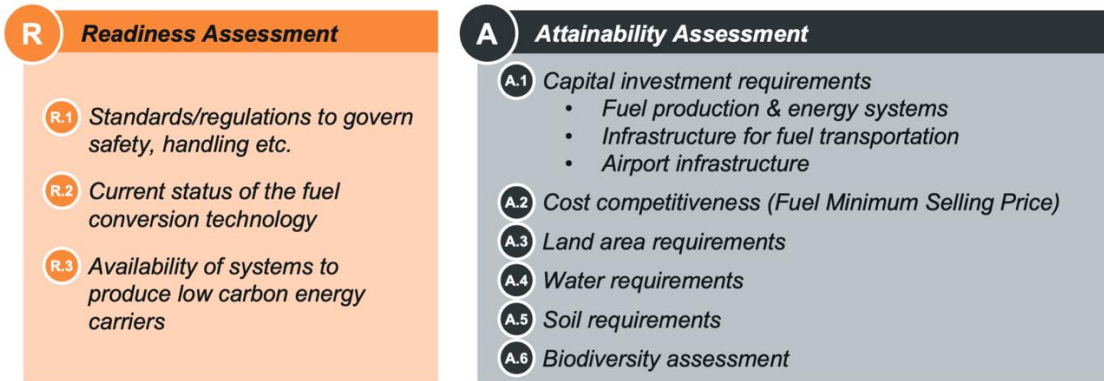 R Readiness Assessment
R.1 Standards/regulations to govern
safety, handling etc.
R.2 Current status of the fuel
conversion technology
R.3 Availability of systems to
produce low carbon energy
carriers
A Attainability Assessment
A.1 Capital investment requirements
• Fuel production & energy systems
• Infrastructure for fuel transportation
• Airport infrastructure
A.2 Cost competitiveness (Fuel Minimum Selling Price)
A.3 Land area requirements
A.4 Water requirements
A.5 Soil requirements
A.6 Biodiversity assessment